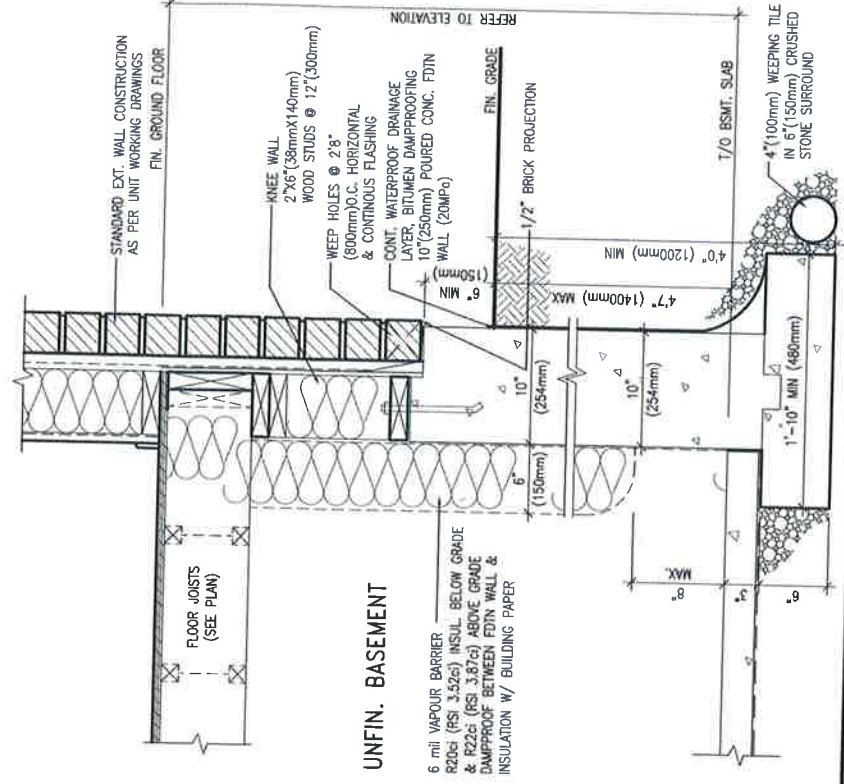 STANDARD EXT. WALL CONSTRUCTION
AS PER UNIT WORKING DRAWINGS
FIN. GROUND FLOOR
REFER TO ELEVATION
KNEE WALL
2"X6"(38mmX140mm)
WOOD STUDS @ 12"(300mm)
WEEP HOLES @ 2'8"
(800mm)O.C. HORIZONTAL
& CONTINOUS FLASHING
CONT. WATERPROOF DRAINAGE
LAYER, BITUMEN DAMPPROOFING
10"(250mm) POURED CONC. FDTN
WALL (20MPa)
FIN. GRADE
1/2" BRICK PROJECTION
6" MIN
(150mm)
4'7" (1400mm) MAX
4'0" (1200mm) MIN
T/O BSMT. SLAB
4"(100mm) WEEPING TILE
IN 6"(150mm) CRUSHED
STONE SURROUND
FLOOR JOISTS
(SEE PLAN)
UNFIN. BASEMENT
6 mil VAPOUR BARRIER
R20ci (RSI 3.52ci) INSUL. BELOW GRADE
& R22ci (RSI 3.87ci) ABOVE GRADE
DAMPPROOF BETWEEN FDTN WALL &
INSULATION W/ BUILDING PAPER
6"
(150mm)
10"
(254mm)
10"
(254mm)
1'-10" MIN (480mm)
8"
MAX.
3"
6"